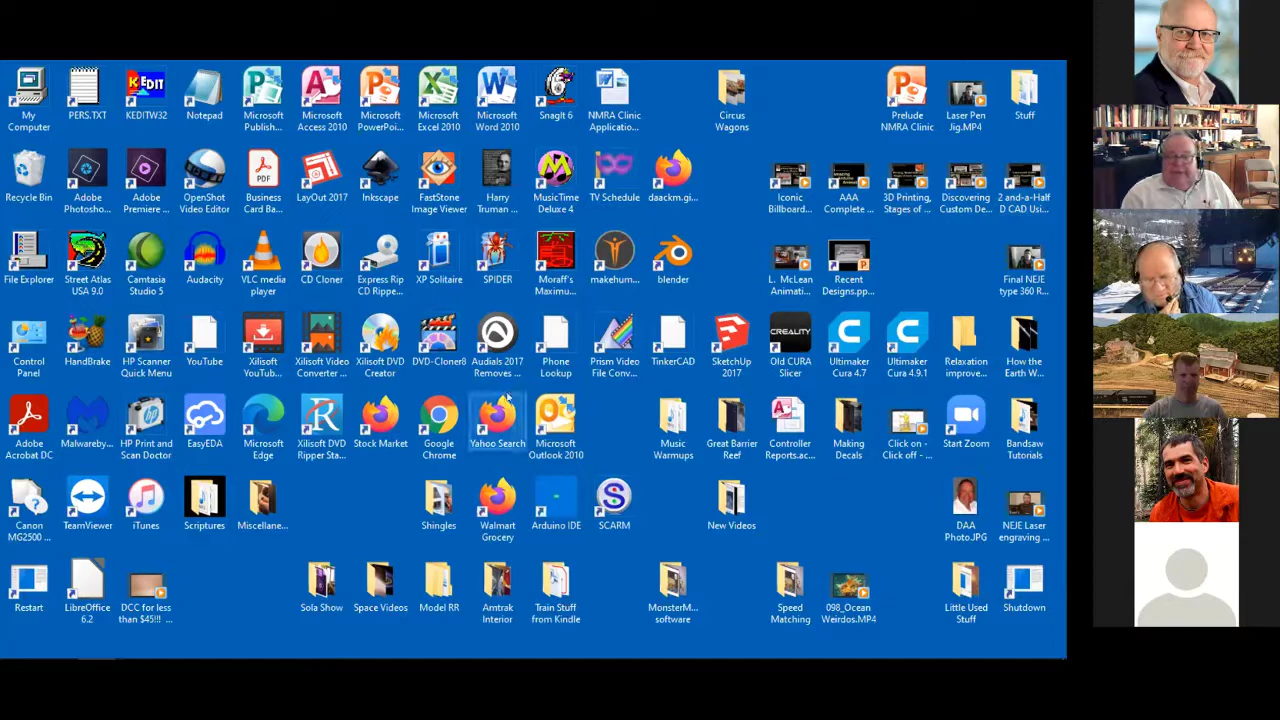 My
Computer
PERS.TXT
KEDIT
KEDITW32
Notepad
Microsoft
Publish...
Microsoft
Access 2010
Microsoft
PowerPoi...
Microsoft
Excel 2010
Microsoft
Word 2010
SnagIt 6
NMRA Clinic
Application...
Circus
Wagons
Prelude
NMRA Clinic
Laser Pen
Jig.MP4
Stuff
Recycle Bin
Adobe
Photosho...
Adobe
Premiere ...
OpenShot
Video Editor
PDF
Business
Card Ba...
LayOut 2017
Inkscape
FastStone
Image Viewer
Harry
Truman ...
MusicTime
Deluxe 4
TV Schedule
daackm.gi...
Iconic
Billboard...
AAA
Complete ...
3D Printing,
Stages of ...
Discovering
Custom De...
2 and-a-Half
D CAD Usi...
File Explorer
Street Atlas
USA 9.0
Camtasia
Studio 5
Audacity
VLC media
player
CD Cloner
Express Rip
CD Rippe...
XP Solitaire
SPIDER
Moraff's
Maximu...
makehum...
blender
L. McLean
Animati...
Recent
Designs.pp...
Final NEJE
type 360 R...
Control
Panel
HandBrake
HP Scanner
Quick Menu
YouTube
Xilisoft
YouTub...
Xilisoft Video
Converter ...
Xilisoft DVD
Creator
DVD-Cloner8
Audials 2017
Removes ...
Phone
Lookup
Prism Video
File Conv...
TinkerCAD
SketchUp
2017
CREALITY
Old CURA
Slicer
Ultimaker
Cura 4.7
Ultimaker
Cura 4.9.1
Relaxation
improve...
How the
Earth W...
Adobe
Acrobat DC
Malwareby...
HP Print and
Scan Doctor
EasyEDA
Microsoft
Edge
Xilisoft DVD
Ripper Sta...
Stock Market
Google
Chrome
Yahoo Search
Microsoft
Outlook 2010
Music
Warmups
Great Barrier
Reef
Controller
Reports.ac...
Making
Decals
Click on -
Click off - ...
Start Zoom
Bandsaw
Tutorials
Canon
MG2500 ...
TeamViewer
iTunes
Scriptures
Miscellane...
Shingles
Walmart
Grocery
Arduino IDE
SCARM
New Videos
DAA
Photo.JPG
NEJE Laser
engraving ...
Restart
LibreOffice
6.2
DCC for less
than $45!!! ...
Sola Show
Space Videos
Model RR
Amtrak
Interior
Train Stuff
from Kindle
MonsterM...
software
Speed
Matching
098_Ocean
Weirdos.MP4
Little Used
Stuff
Shutdown